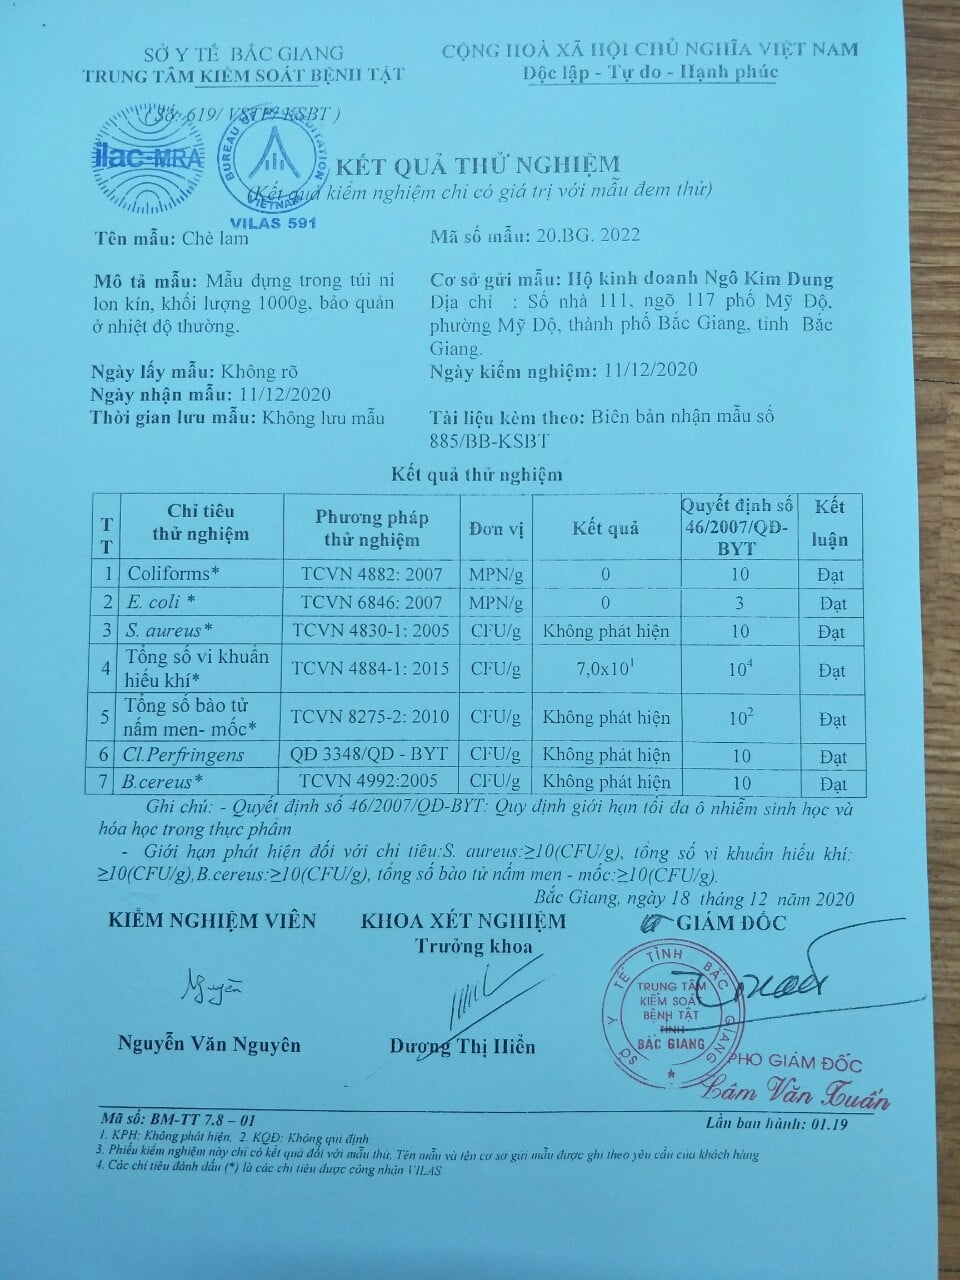 SỞ Y TẾ BẮC GIANG
TRUNG TÂM KIỂM SOÁT BỆNH TẬT
CỘNG HOÀ XÃ HỘI CHỦ NGHĨA VIỆT NAM
Độc lập - Tự do - Hạnh phúc
(Số: 619/ VSTP/ KSBT )
ilac-MRA
BUREAU OF ACCREDITATION
VIETNAM
VILAS 591
KẾT QUẢ THỬ NGHIỆM
(Kết quả kiểm nghiệm chỉ có giá trị với mẫu đem thử)
Tên mẫu: Chè lam
Mã số mẫu: 20.BG. 2022
Mô tả mẫu: Mẫu đựng trong túi ni
lon kín, khối lượng 1000g, bảo quản
ở nhiệt độ thường.
Cơ sở gửi mẫu: Hộ kinh doanh Ngô Kim Dung
Địa chỉ : Số nhà 111, ngõ 117 phố Mỹ Độ,
phường Mỹ Độ, thành phố Bắc Giang, tỉnh Bắc
Giang.
Ngày lấy mẫu: Không rõ
Ngày kiểm nghiệm: 11/12/2020
Ngày nhận mẫu: 11/12/2020
Thời gian lưu mẫu: Không lưu mẫu
Tài liệu kèm theo: Biên bản nhận mẫu số
885/BB-KSBT
Kết quả thử nghiệm
TT Chỉ tiêu thử nghiệm Phương pháp thử nghiệm Đơn vị Kết quả Quyết định số 46/2007/QĐ-BYT Kết luận
1 Coliforms* TCVN 4882: 2007 MPN/g 0 10 Đạt
2 E. coli * TCVN 6846: 2007 MPN/g 0 3 Đạt
3 S. aureus* TCVN 4830-1: 2005 CFU/g Không phát hiện 10 Đạt
4 Tổng số vi khuẩn hiếu khí* TCVN 4884-1: 2015 CFU/g 7,0x10¹ 10⁴ Đạt
5 Tổng số bào tử nấm men- mốc* TCVN 8275-2: 2010 CFU/g Không phát hiện 10² Đạt
6 Cl.Perfringens QĐ 3348/QĐ - BYT CFU/g Không phát hiện 10 Đạt
7 B.cereus* TCVN 4992:2005 CFU/g Không phát hiện 10 Đạt
Ghi chú: - Quyết định số 46/2007/QĐ-BYT: Quy định giới hạn tối đa ô nhiễm sinh học và
hóa học trong thực phẩm
- Giới hạn phát hiện đối với chỉ tiêu:S. aureus:≥10(CFU/g), tổng số vi khuẩn hiếu khí:
≥10(CFU/g),B.cereus:≥10(CFU/g), tổng số bào tử nấm men - mốc:≥10(CFU/g).
Bắc Giang, ngày 18 tháng 12 năm 2020
KIỂM NGHIỆM VIÊN
KHOA XÉT NGHIỆM
Trưởng khoa
GIÁM ĐỐC
Nguyên
SỞ Y TẾ TỈNH BẮC GIANG
TRUNG TÂM
KIỂM SOÁT
BỆNH TẬT
TỈNH
BẮC GIANG
Nguyễn Văn Nguyên
Dương Thị Hiển
PHÓ GIÁM ĐỐC
Lâm Văn Tuấn
Mã số: BM-TT 7.8 – 01
Lần ban hành: 01.19
1. KPH: Không phát hiện. 2. KQĐ: Không qui định
3. Phiếu kiểm nghiệm này chỉ có kết quả đối với mẫu thử. Tên mẫu và tên cơ sở gửi mẫu được ghi theo yêu cầu của khách hàng
4. Các chỉ tiêu đánh dấu (*) là các chỉ tiêu được công nhận VILAS